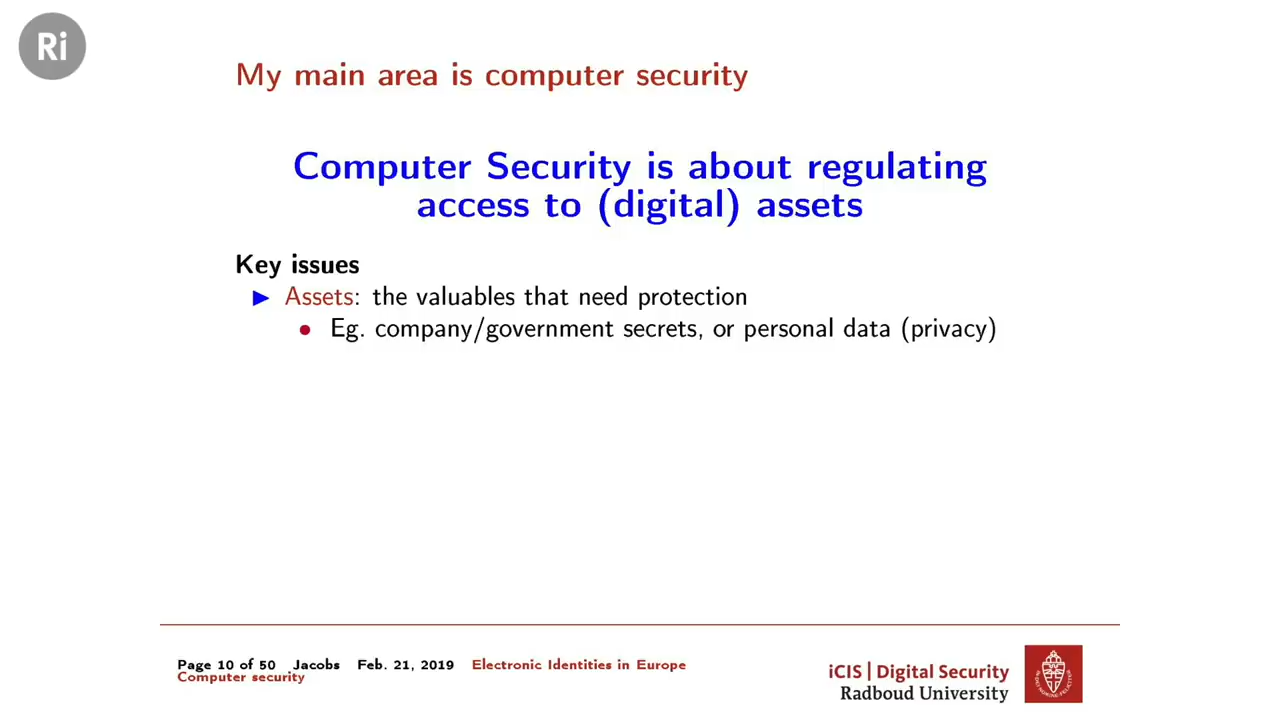 Ri
My main area is computer security
Computer Security is about regulating
access to (digital) assets
Key issues
▶ Assets: the valuables that need protection
• Eg. company/government secrets, or personal data (privacy)
Page 10 of 50 Jacobs Feb. 21, 2019 Electronic Identities in Europe
Computer security
iCIS | Digital Security
Radboud University